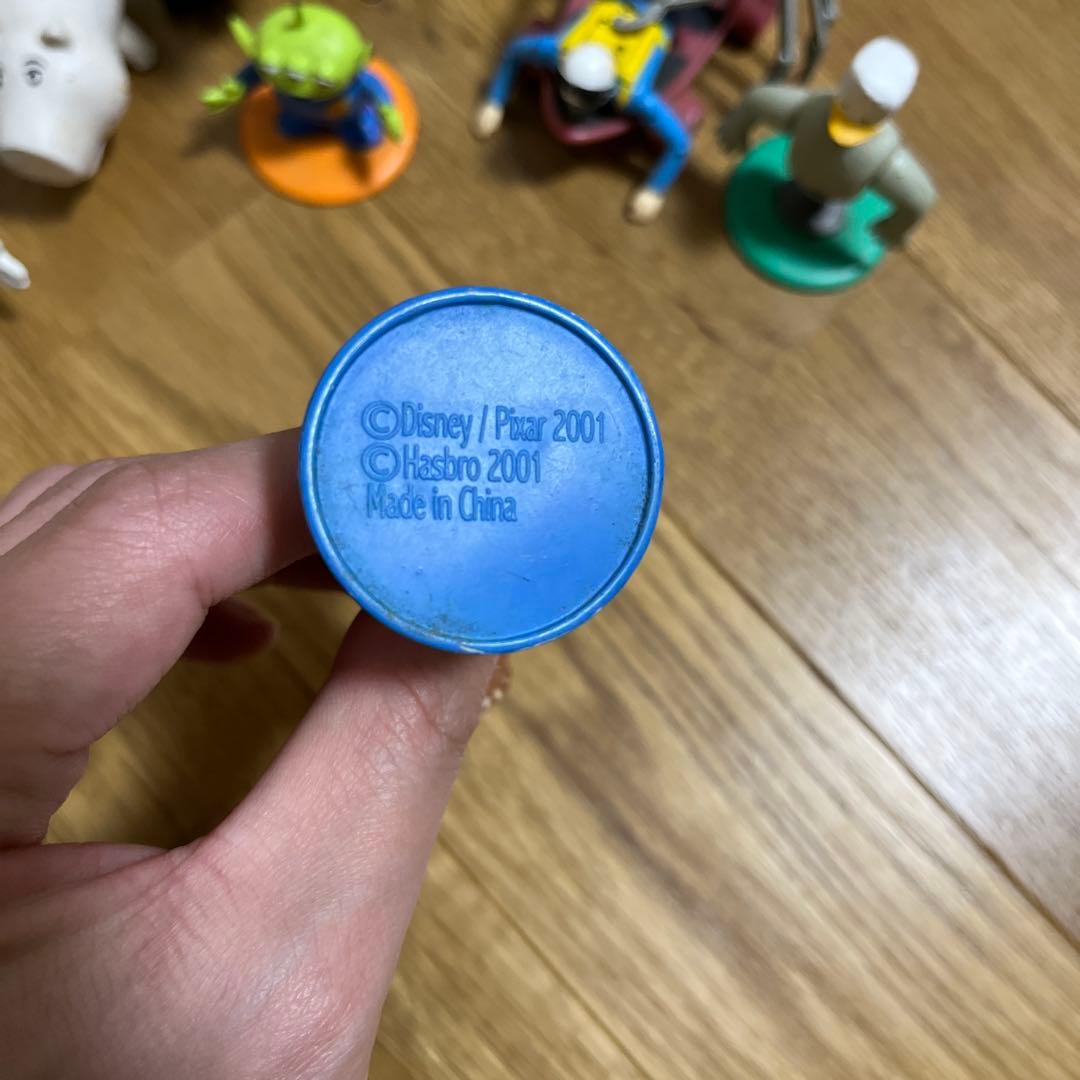 ©Disney / Pixar 2001
©Hasbro 2001
Made in China